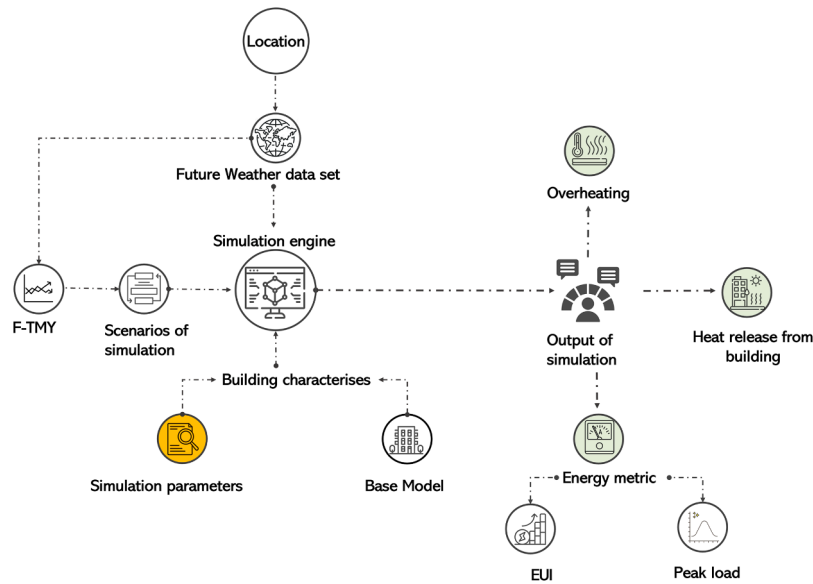 Location
Future Weather data set
Overheating
Simulation engine
F-TMY
Scenarios of
simulation
Output of
simulation
Heat release from
building
Building characterises
Simulation parameters
Base Model
Energy metric
EUI
Peak load